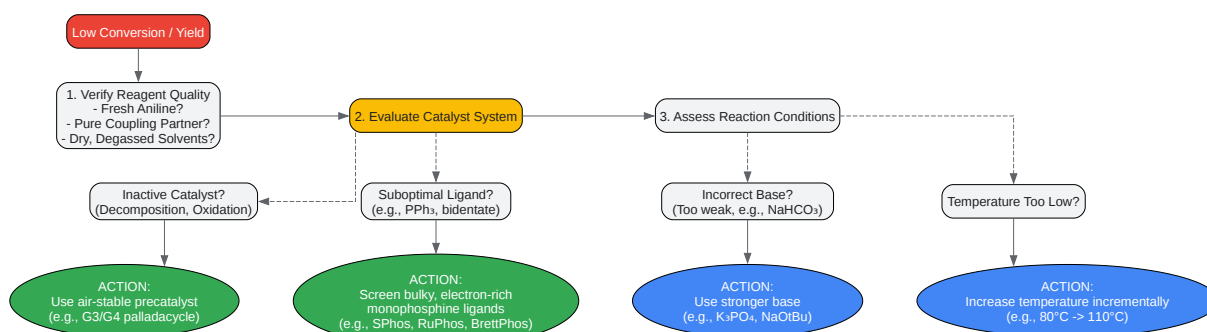 Low Conversion / Yield
1. Verify Reagent Quality
- Fresh Aniline?
- Pure Coupling Partner?
- Dry, Degassed Solvents?
2. Evaluate Catalyst System
3. Assess Reaction Conditions
Inactive Catalyst?
(Decomposition, Oxidation)
Suboptimal Ligand?
(e.g., PPh₃, bidentate)
Incorrect Base?
(Too weak, e.g., NaHCO₃)
Temperature Too Low?
ACTION:
Use air-stable precatalyst
(e.g., G3/G4 palladacycle)
ACTION:
Screen bulky, electron-rich
monophosphine ligands
(e.g., SPhos, RuPhos, BrettPhos)
ACTION:
Use stronger base
(e.g., K₃PO₄, NaOtBu)
ACTION:
Increase temperature incrementally
(e.g., 80°C -> 110°C)